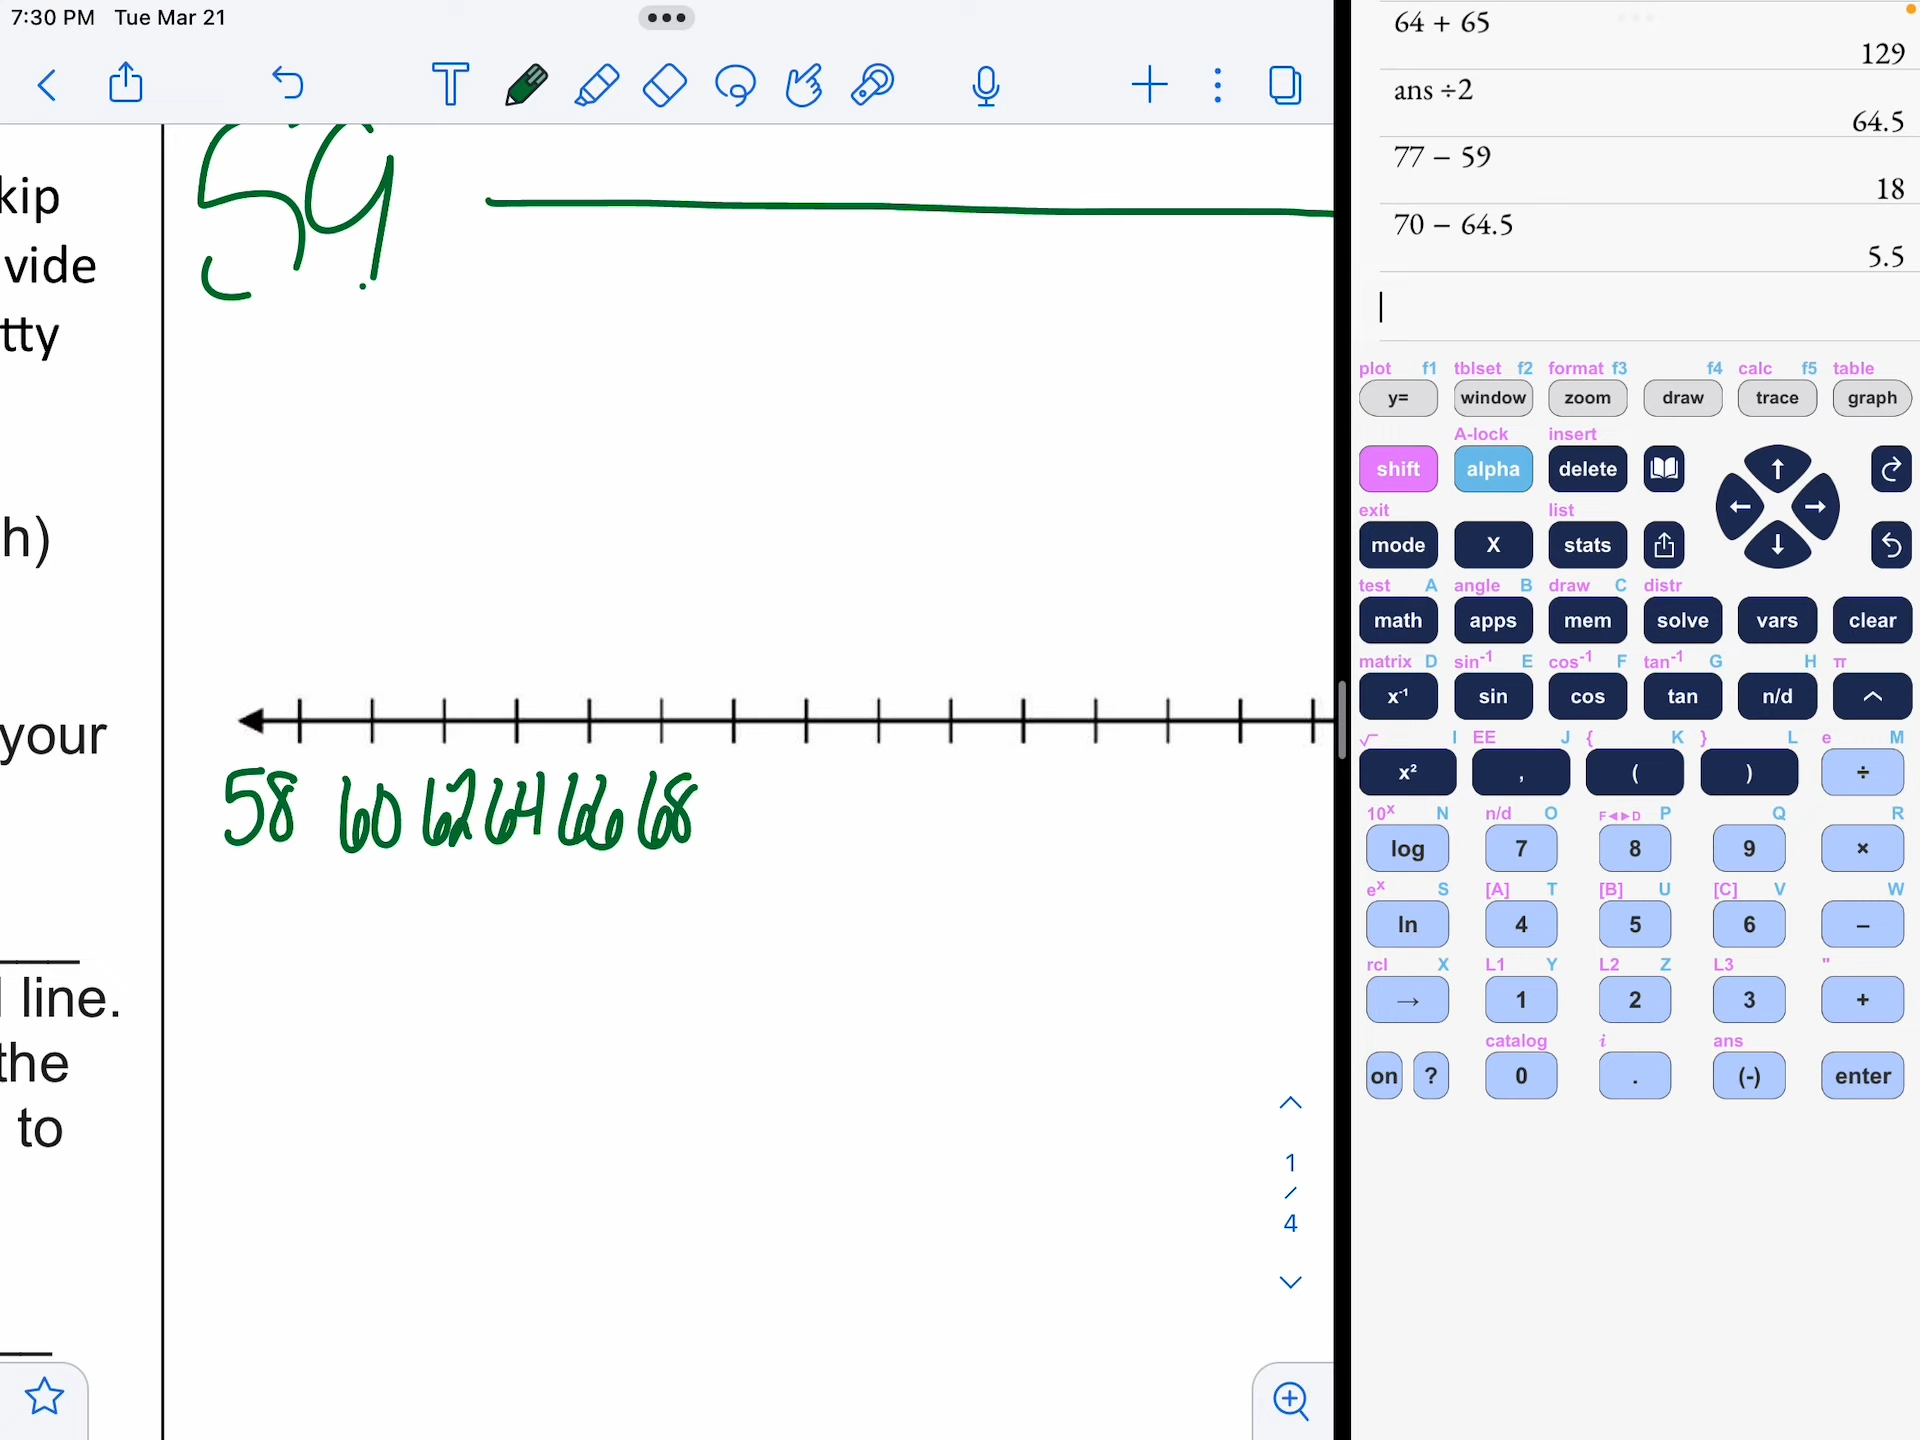 7:30 PM Tue Mar 21
59
kip
vide
tty
h)
your
line.
the
to
58 60 62 64 66 68
1
/
4
64 + 65
129
ans ÷2
64.5
77 – 59
18
70 – 64.5
5.5
plot f1 tblset f2 format f3 f4 calc f5 table
y= window zoom draw trace graph
A-lock insert
shift alpha delete
exit list
mode X stats
test A angle B draw C distr
math apps mem solve vars clear
matrix D sin⁻¹ E cos⁻¹ F tan⁻¹ G H π
x⁻¹ sin cos tan n/d ^
√ I EE J { K } L e M
x² , ( ) ÷
10ˣ N n/d O F◄►D P Q R
log 7 8 9 ×
eˣ S [A] T [B] U [C] V W
ln 4 5 6 –
rcl X L1 Y L2 Z L3 "
→ 1 2 3 +
catalog i ans
on ? 0 . (-) enter